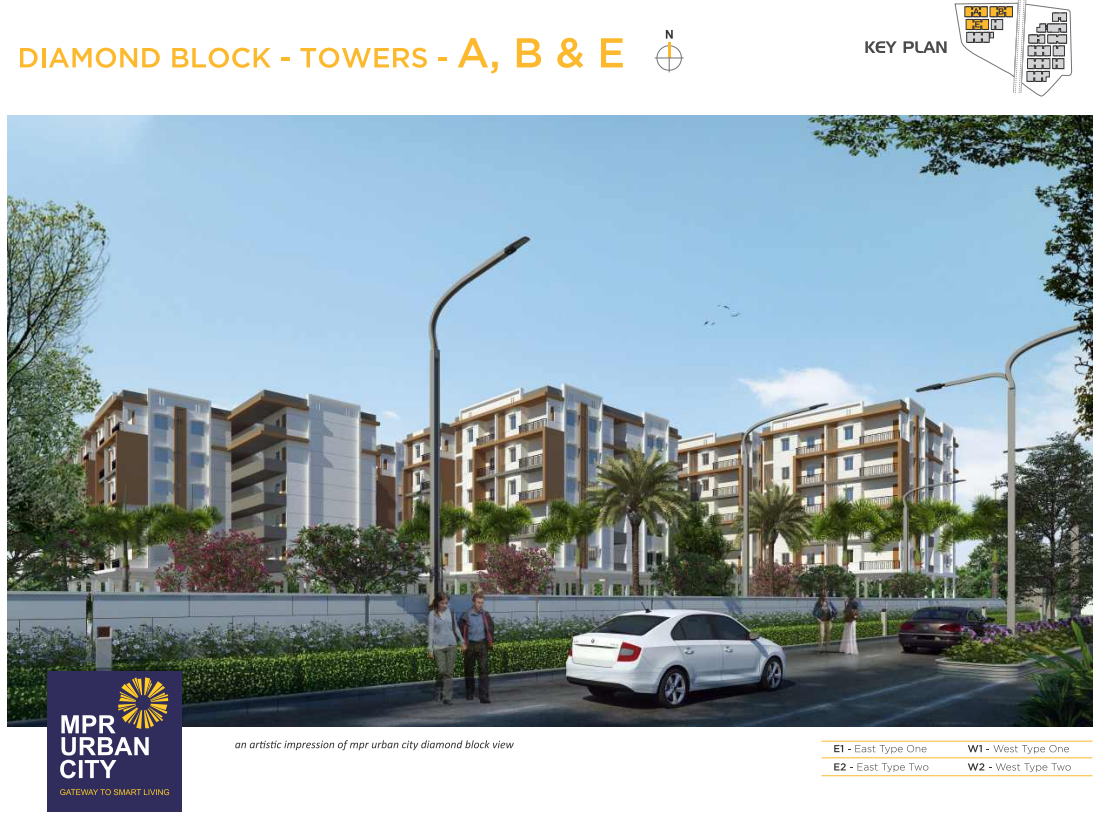 DIAMOND BLOCK - TOWERS - A, B & E
N
KEY PLAN
A B
E
MPR
URBAN
CITY
GATEWAY TO SMART LIVING
an artistic impression of mpr urban city diamond block view
E1 - East Type One W1 - West Type One
E2 - East Type Two W2 - West Type Two